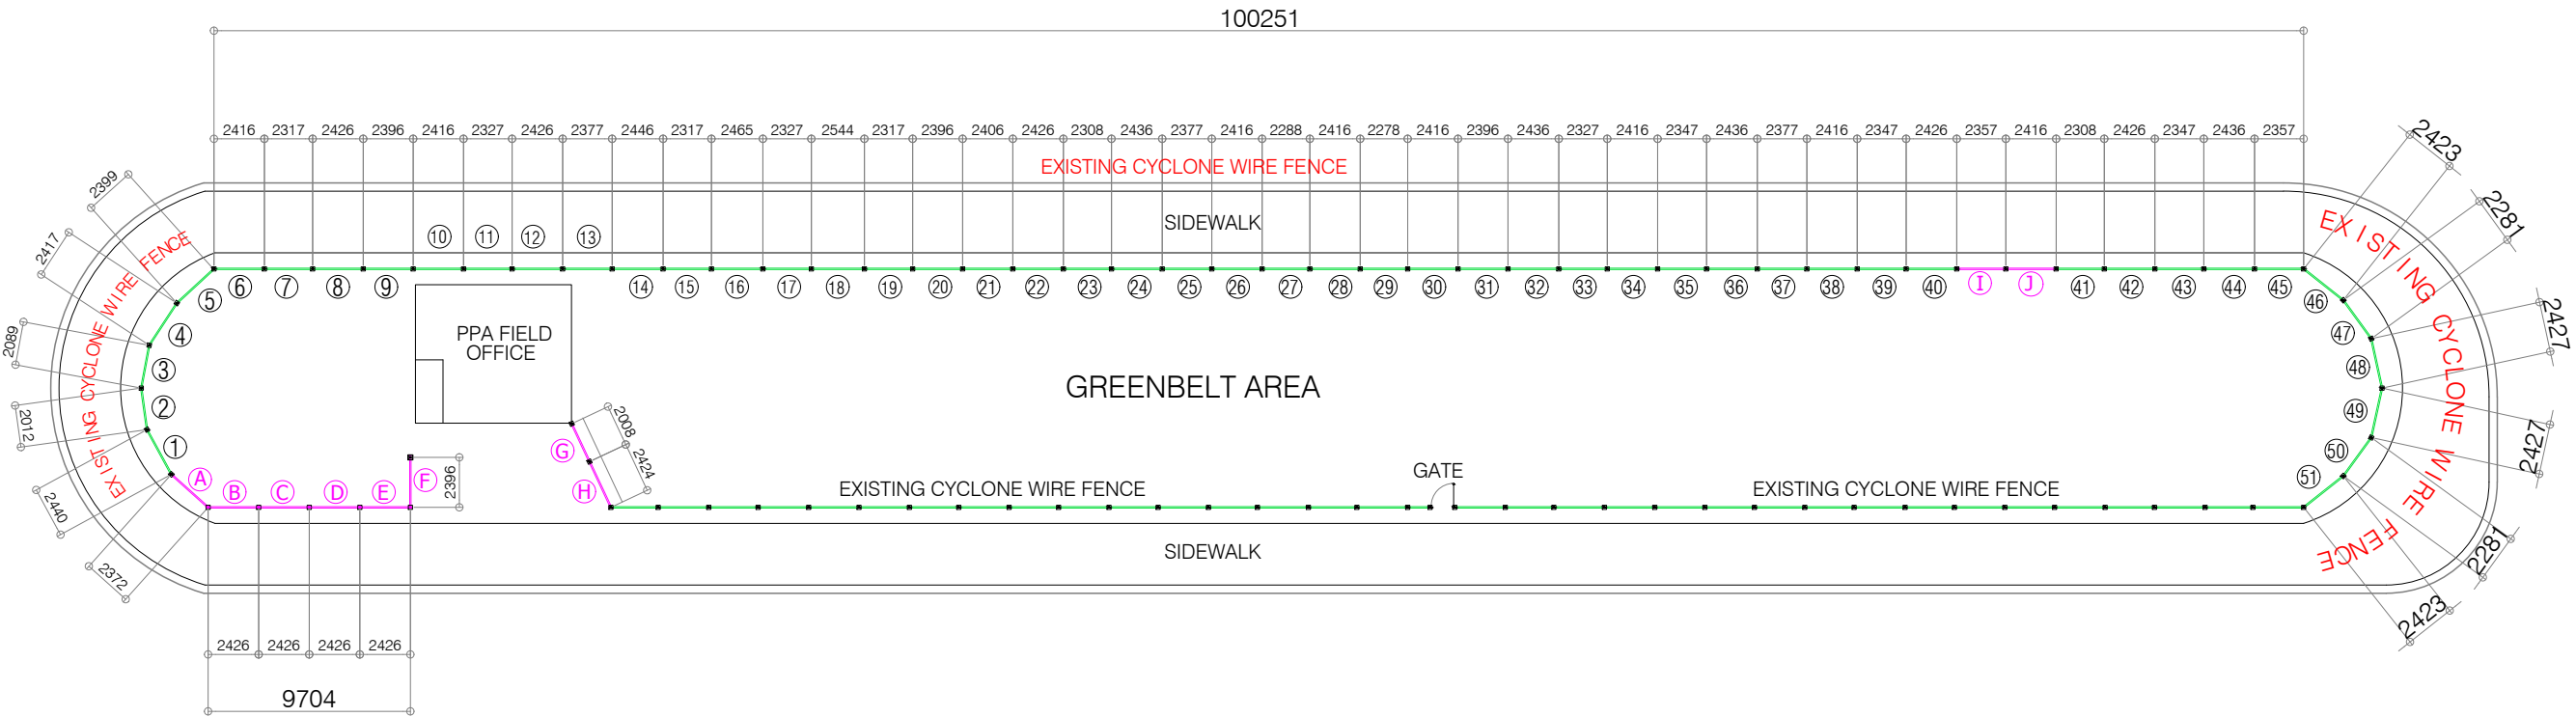 100251
2416 2317 2426 2396 2416 2327 2426 2377 2446 2317 2465 2327 2544 2317 2396 2406 2426 2308 2436 2377 2416 2288 2416 2278 2416 2396 2436 2327 2416 2347 2436 2377 2416 2347 2426 2357 2416 2308 2426 2347 2436 2357
EXISTING CYCLONE WIRE FENCE
SIDEWALK
10 11 12 13
6 7 8 9 14 15 16 17 18 19 20 21 22 23 24 25 26 27 28 29 30 31 32 33 34 35 36 37 38 39 40 I J 41 42 43 44 45
2399
2417
2089
2012
2440
2372
EXISTING CYCLONE WIRE FENCE
5
4
3
2
1
A B C D E F
2396
PPA FIELD
OFFICE
G
H
2008
2424
GREENBELT AREA
GATE
EXISTING CYCLONE WIRE FENCE
EXISTING CYCLONE WIRE FENCE
SIDEWALK
46
47
48
49
50
51
EXISTING CYCLONE WIRE FENCE
2423
2281
2427
2427
2281
2423
2426 2426 2426 2426
9704